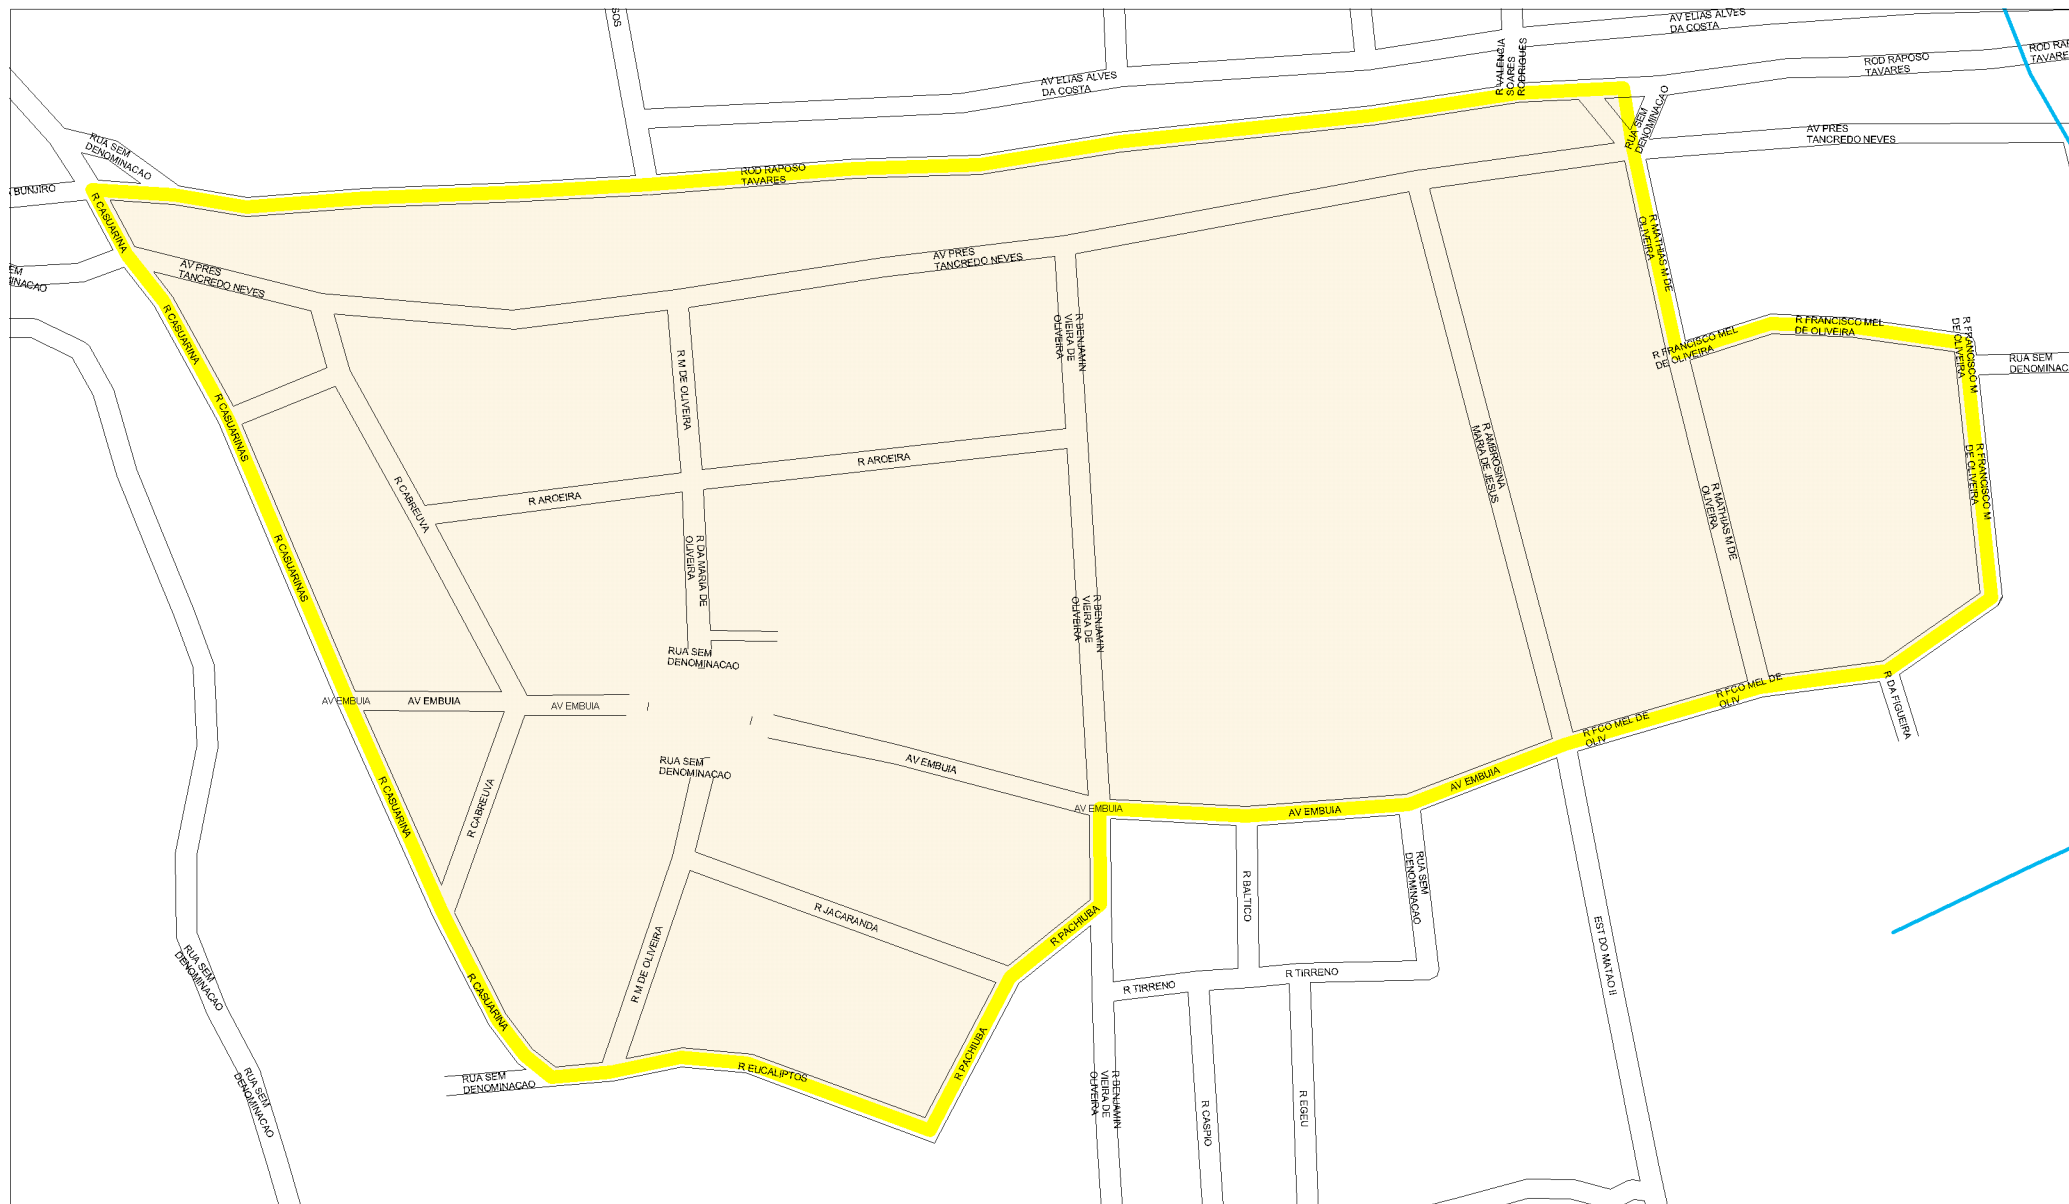 SOS
AV ELIAS ALVES
DA COSTA
R VALENCIA
SOARES
RODRIGUES
ROD RAPOSO
TAVARES
AV ELIAS ALVES
DA COSTA
RUA SEM
DENOMINACAO
RUA SEM
DENOMINACAO
AV PRES
TANCREDO NEVES
ROD RAPOSO
TAVARES
BUNJIRO
R CASUARINA
R MATHIAS M DE
OLIVEIRA
AV PRES
TANCREDO NEVES
AV PRES
TANCREDO NEVES
R CASUARINA
R BENJAMIN
VIEIRA DE
OLIVEIRA
R FRANCISCO MEL
DE OLIVEIRA
R FRANCISCO MEL
DE OLIVEIRA
R FRANCISCO M
DE OLIVEIRA
RUA SEM
DENOMINAC
R M DE OLIVEIRA
R CASUARINAS
R AMBROSINA
MARIA DE JESUS
R FRANCISCO M
DE OLIVEIRA
R AROEIRA
R AROEIRA
R CABREUVA
R MATHIAS M DE
OLIVEIRA
R CASUARINAS
R DA MARIA DE
OLIVEIRA
R BENJAMIN
VIEIRA DE
OLIVEIRA
RUA SEM
DENOMINACAO
AV EMBUIA
AV EMBUIA
AV EMBUIA
R FCO MEL DE
OLIV
R DA FIGUEIRA
R FCO MEL DE
OLIV
RUA SEM
DENOMINACAO
AV EMBUIA
AV EMBUIA
R CASUARINA
R CABREUVA
AV EMBUIA
AV EMBUIA
R BALTICO
RUA SEM
DENOMINACAO
R JACARANDA
R PACHIUBA
EST DO MATAO II
R M DE OLIVEIRA
RUA SEM
DENOMINACAO
R CASUARINA
R TIRRENO
R TIRRENO
R PACHIUBA
R EUCALIPTOS
RUA SEM
DENOMINACAO
RUA SEM
DENOMINACAO
R BENJAMIN
VIEIRA DE
OLIVEIRA
R CASPIO
R EGEU